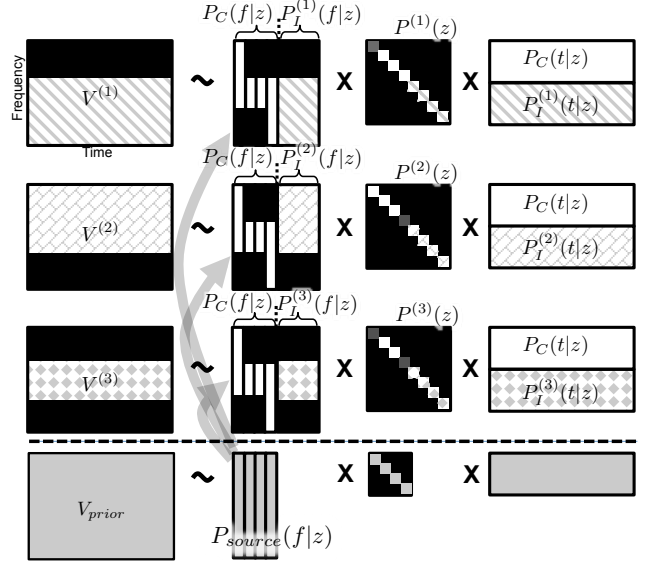 P_C(f|z) P_I^{(1)}(f|z) P^{(1)}(z)
Frequency
V^{(1)} ~ X X P_C(t|z)
P_I^{(1)}(t|z)
Time
P_C(f|z) P_I^{(2)}(f|z) P^{(2)}(z)
V^{(2)} ~ X X P_C(t|z)
P_I^{(2)}(t|z)
P_C(f|z) P_I^{(3)}(f|z) P^{(3)}(z)
V^{(3)} ~ X X P_C(t|z)
P_I^{(3)}(t|z)
V_{prior} ~ X X
P_{source}(f|z)